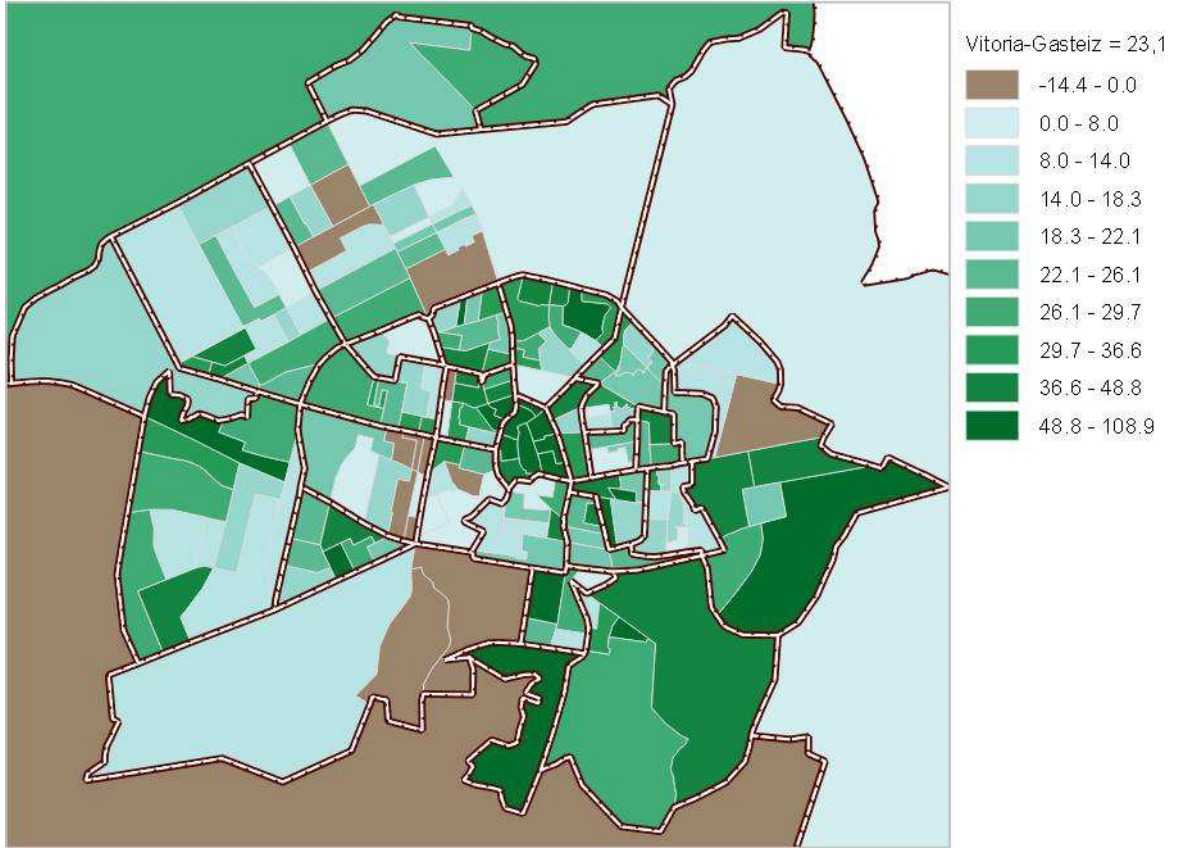 Vitoria-Gasteiz = 23,1
-14.4 - 0.0
0.0 - 8.0
8.0 - 14.0
14.0 - 18.3
18.3 - 22.1
22.1 - 26.1
26.1 - 29.7
29.7 - 36.6
36.6 - 48.8
48.8 - 108.9